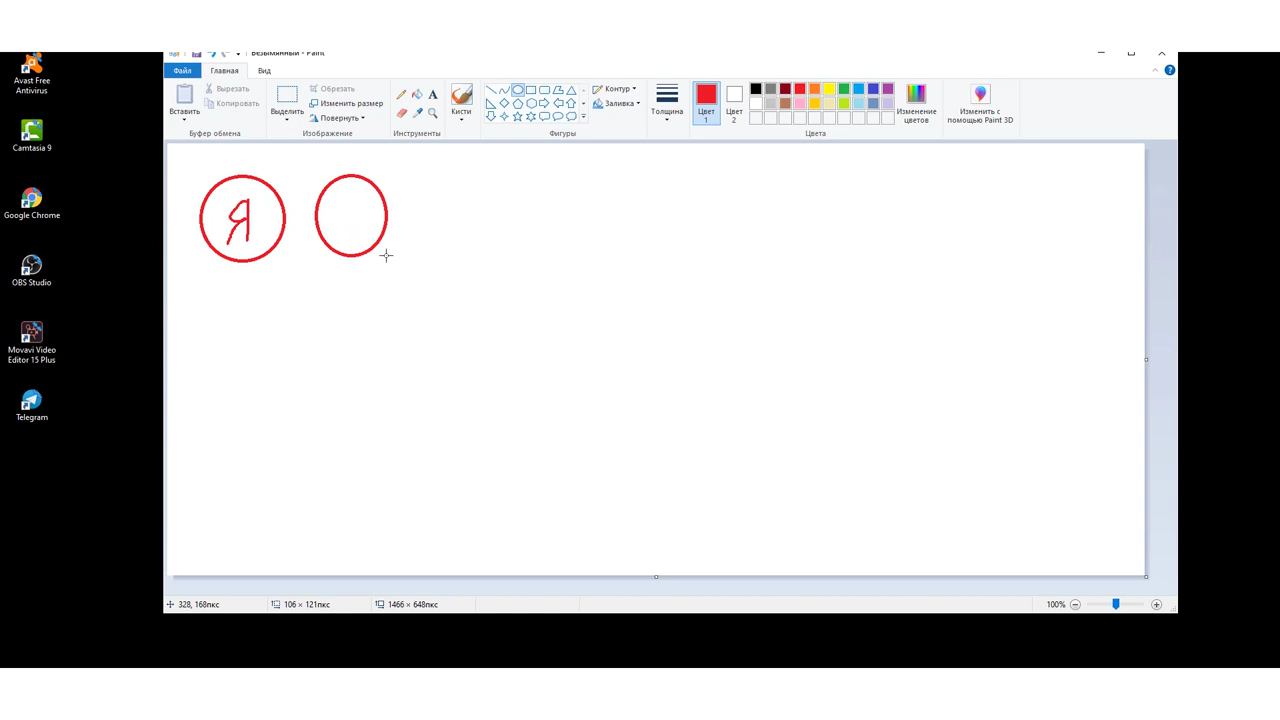 Безымянный - Paint
Файл
Главная
Вид
Вставить
Вырезать
Копировать
Буфер обмена
Выделить
Обрезать
Изменить размер
Повернуть
Изображение
A
Инструменты
Кисти
Контур
Заливка
Фигуры
Толщина
Цвет
1
Цвет
2
Изменение
цветов
Цвета
Изменить с
помощью Paint 3D
?
Avast Free
Antivirus
Camtasia 9
Google Chrome
OBS Studio
Movavi Video
Editor 15 Plus
Telegram
Я
328, 168пкс
106 × 121пкс
1466 × 648пкс
100%